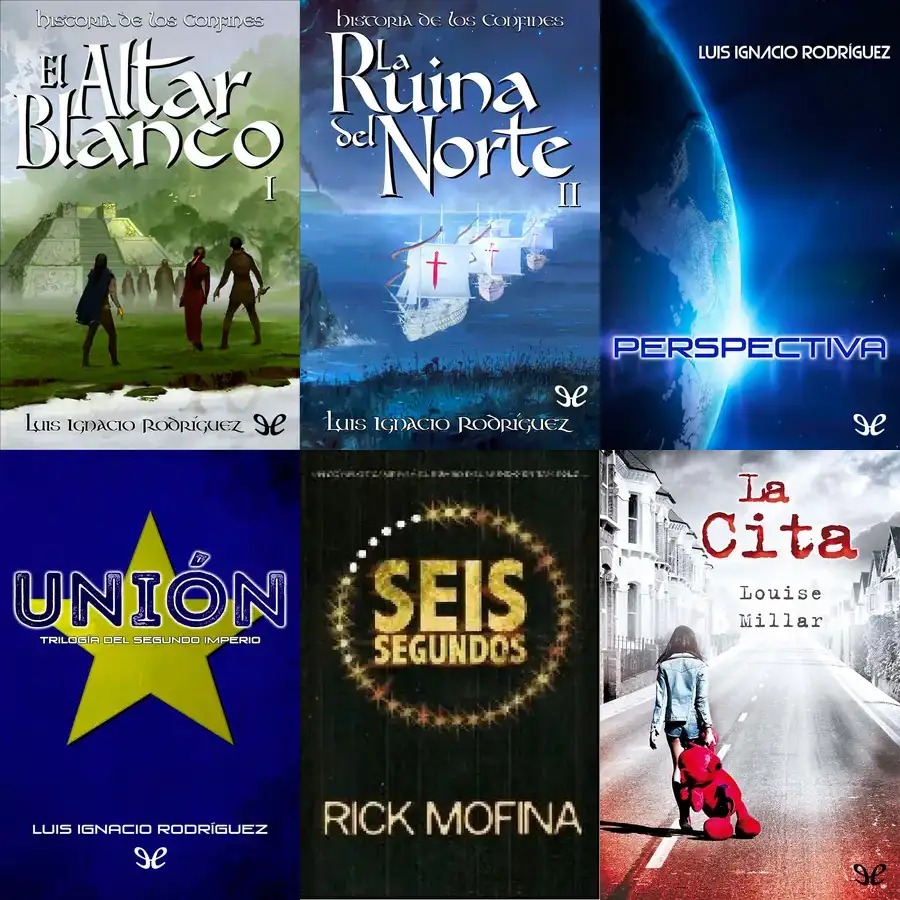 Historia de los Confines
El Altar
Blanco
I
Luis Ignacio Rodríguez
Historia de los Confines
La
Ruina
del Norte
II
Luis Ignacio Rodríguez
LUIS IGNACIO RODRÍGUEZ
PERSPECTIVA
UNIÓN
TRILOGÍA DEL SEGUNDO IMPERIO
LUIS IGNACIO RODRÍGUEZ
SEIS
SEGUNDOS
RICK MOFINA
La
Cita
Louise
Millar